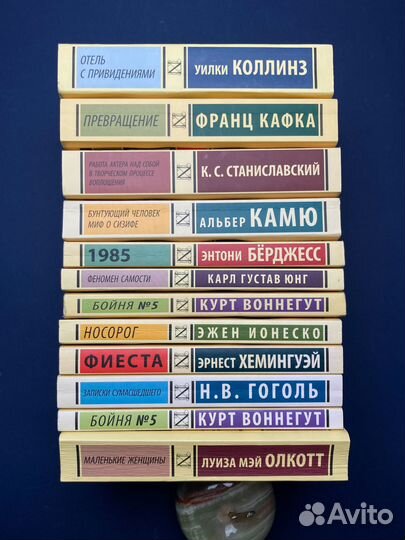 ОТЕЛЬ
С ПРИВИДЕНИЯМИ
УИЛКИ КОЛЛИНЗ
ПРЕВРАЩЕНИЕ
ФРАНЦ КАФКА
РАБОТА АКТЕРА НАД СОБОЙ
В ТВОРЧЕСКОМ ПРОЦЕССЕ
ВОПЛОЩЕНИЯ
К. С. СТАНИСЛАВСКИЙ
БУНТУЮЩИЙ ЧЕЛОВЕК
МИФ О СИЗИФЕ
АЛЬБЕР КАМЮ
1985
ЭНТОНИ БЁРДЖЕСС
ФЕНОМЕН САМОСТИ
КАРЛ ГУСТАВ ЮНГ
БОЙНЯ №5
КУРТ ВОННЕГУТ
НОСОРОГ
ЭЖЕН ИОНЕСКО
ФИЕСТА
ЭРНЕСТ ХЕМИНГУЭЙ
ЗАПИСКИ СУМАСШЕДШЕГО
Н.В. ГОГОЛЬ
БОЙНЯ №5
КУРТ ВОННЕГУТ
МАЛЕНЬКИЕ ЖЕНЩИНЫ
ЛУИЗА МЭЙ ОЛКОТТ
Avito